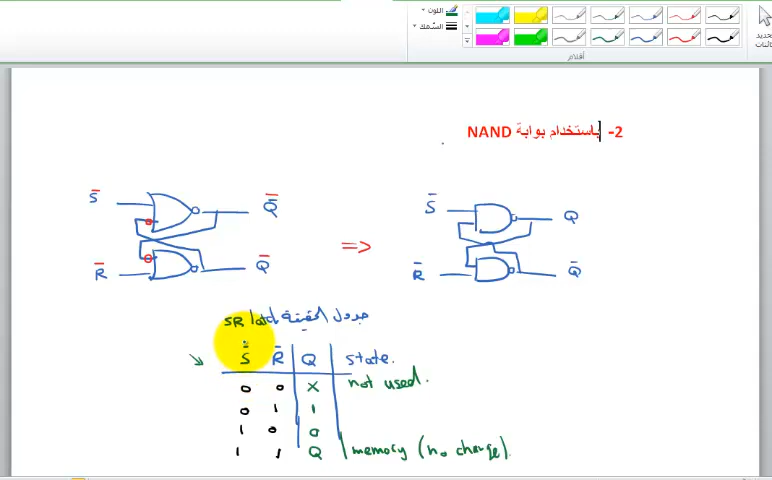 اللون
السّمك
تحديد
أقلام
2- باستخدام بوابة NAND
S̅ Q̅ S̅ Q
=>
R̅ Q̅ R̅ Q̅
جدول الحقيقة SR latch
S̅ R̅ Q state.
0 0 X not used.
0 1 1
1 0 0
1 1 Q memory (no change).